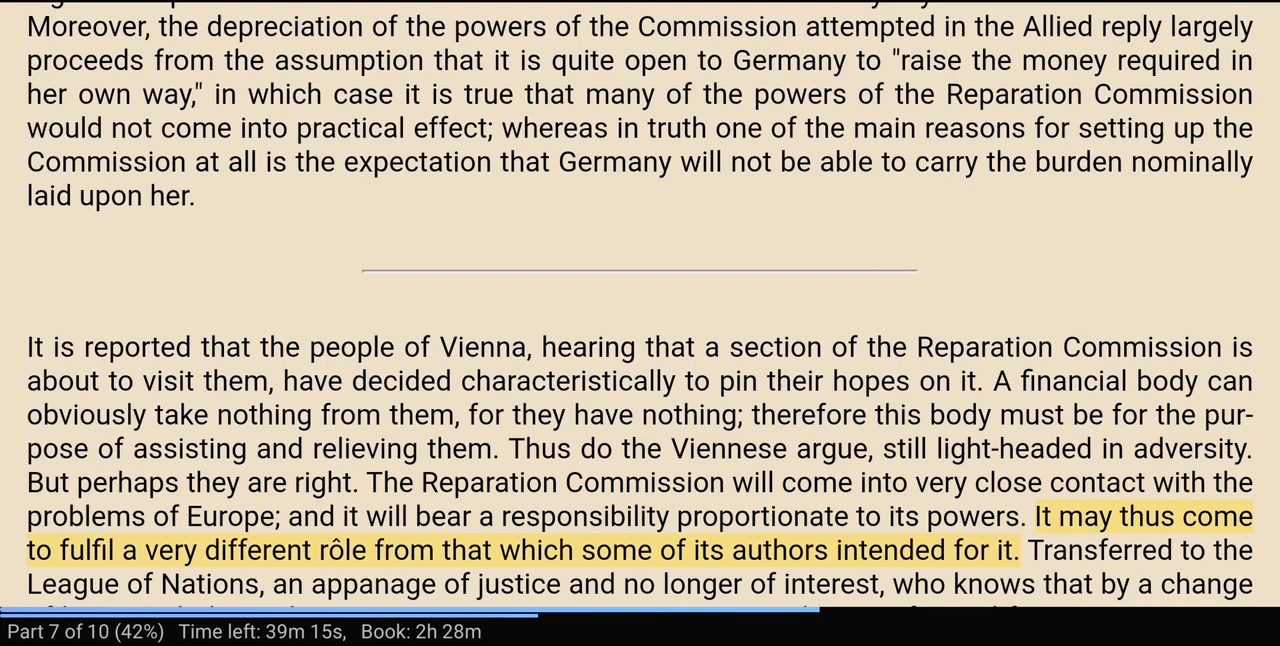 Moreover, the depreciation of the powers of the Commission attempted in the Allied reply largely
proceeds from the assumption that it is quite open to Germany to "raise the money required in
her own way," in which case it is true that many of the powers of the Reparation Commission
would not come into practical effect; whereas in truth one of the main reasons for setting up the
Commission at all is the expectation that Germany will not be able to carry the burden nominally
laid upon her.
It is reported that the people of Vienna, hearing that a section of the Reparation Commission is
about to visit them, have decided characteristically to pin their hopes on it. A financial body can
obviously take nothing from them, for they have nothing; therefore this body must be for the pur-
pose of assisting and relieving them. Thus do the Viennese argue, still light-headed in adversity.
But perhaps they are right. The Reparation Commission will come into very close contact with the
problems of Europe; and it will bear a responsibility proportionate to its powers. It may thus come
to fulfil a very different rôle from that which some of its authors intended for it. Transferred to the
League of Nations, an appanage of justice and no longer of interest, who knows that by a change
Part 7 of 10 (42%) Time left: 39m 15s, Book: 2h 28m